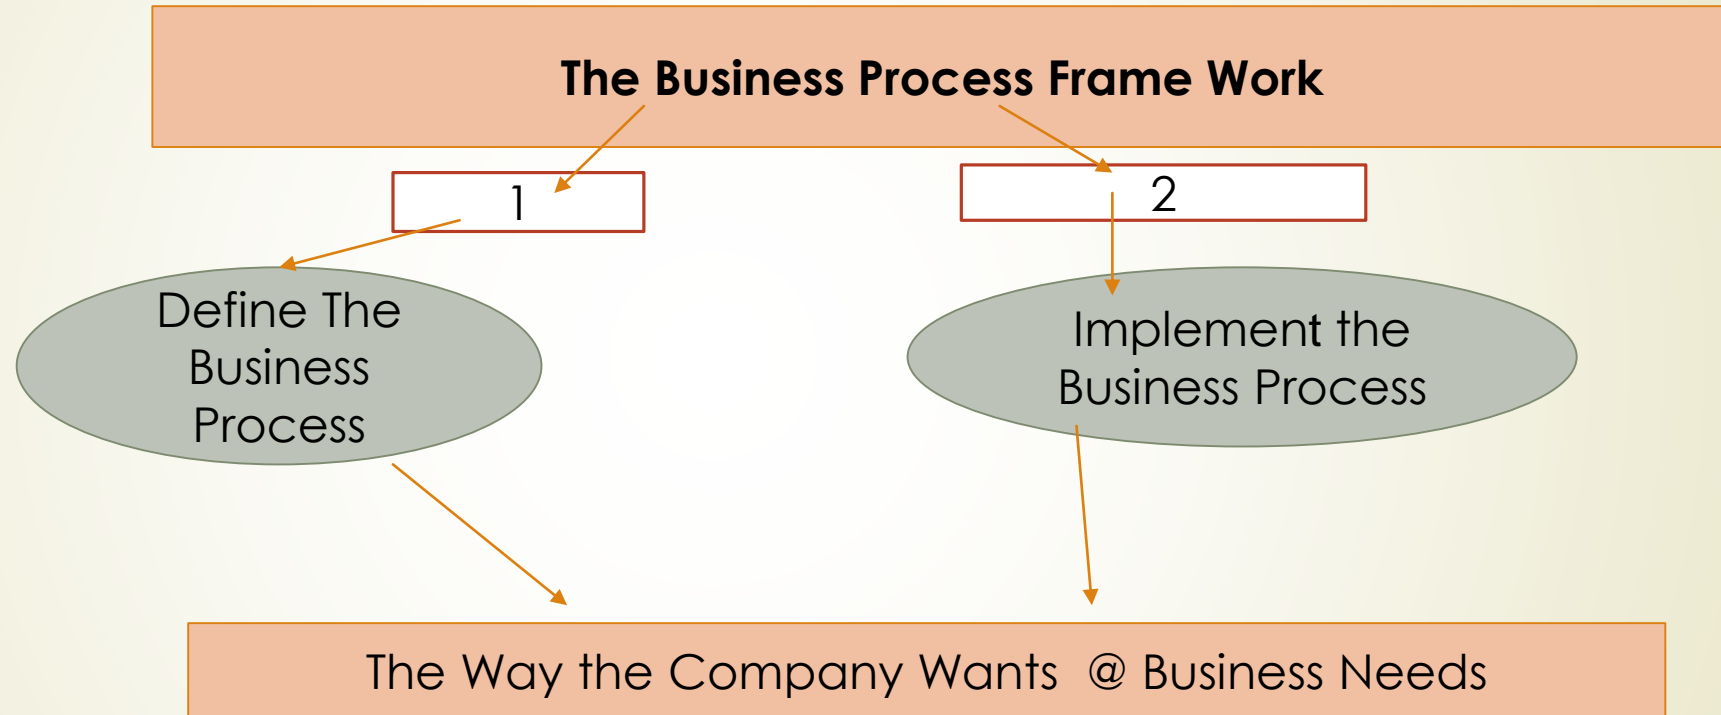 The Business Process Frame Work
1
2
Define The
Business
Process
Implement the
Business Process
The Way the Company Wants @ Business Needs